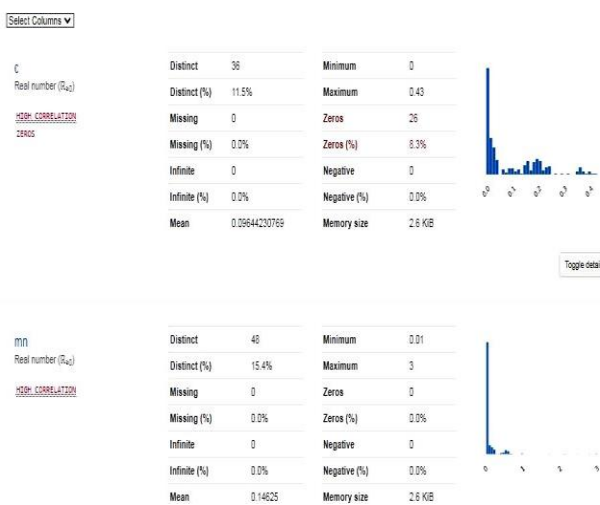 Select Columns
c
Real number (ℝ≥0)
HIGH CORRELATION
ZEROS
Distinct 36
Distinct (%) 11.5%
Missing 0
Missing (%) 0.0%
Infinite 0
Infinite (%) 0.0%
Mean 0.09644230769
Minimum 0
Maximum 0.43
Zeros 26
Zeros (%) 8.3%
Negative 0
Negative (%) 0.0%
Memory size 2.6 KiB
0.0 0.1 0.2 0.3 0.4
Toggle detai
mn
Real number (ℝ≥0)
HIGH CORRELATION
Distinct 48
Distinct (%) 15.4%
Missing 0
Missing (%) 0.0%
Infinite 0
Infinite (%) 0.0%
Mean 0.14625
Minimum 0.01
Maximum 3
Zeros 0
Zeros (%) 0.0%
Negative 0
Negative (%) 0.0%
Memory size 2.6 KiB
0 1 2 3